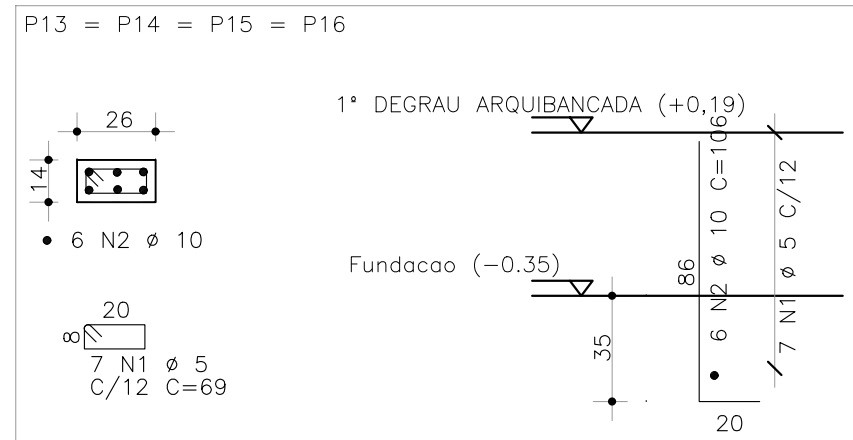 P13 = P14 = P15 = P16
1º DEGRAU ARQUIBANCADA (+0,19)
26
14
6 N2 ø 10
Fundacao (−0.35)
20
8
7 N1 ø 5
C/12 C=69
35
86
6 N2 ø 10 C=106
7 N1 ø 5 C/12
20